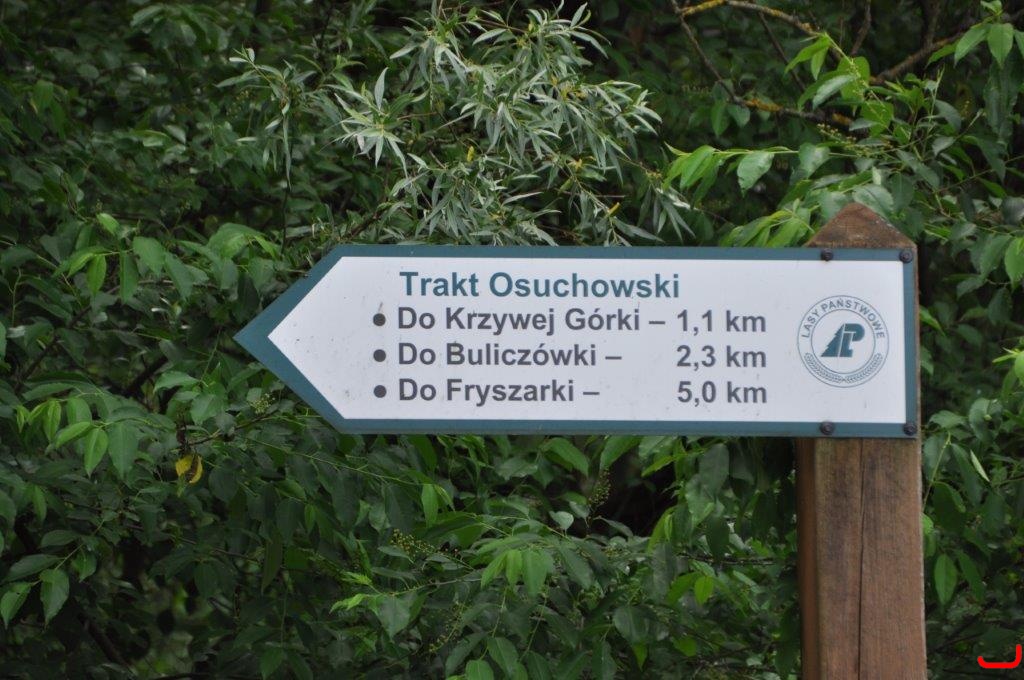 Trakt Osuchowski
• Do Krzywej Górki – 1,1 km
• Do Buliczówki – 2,3 km
• Do Fryszarki – 5,0 km
LASY PAŃSTWOWE